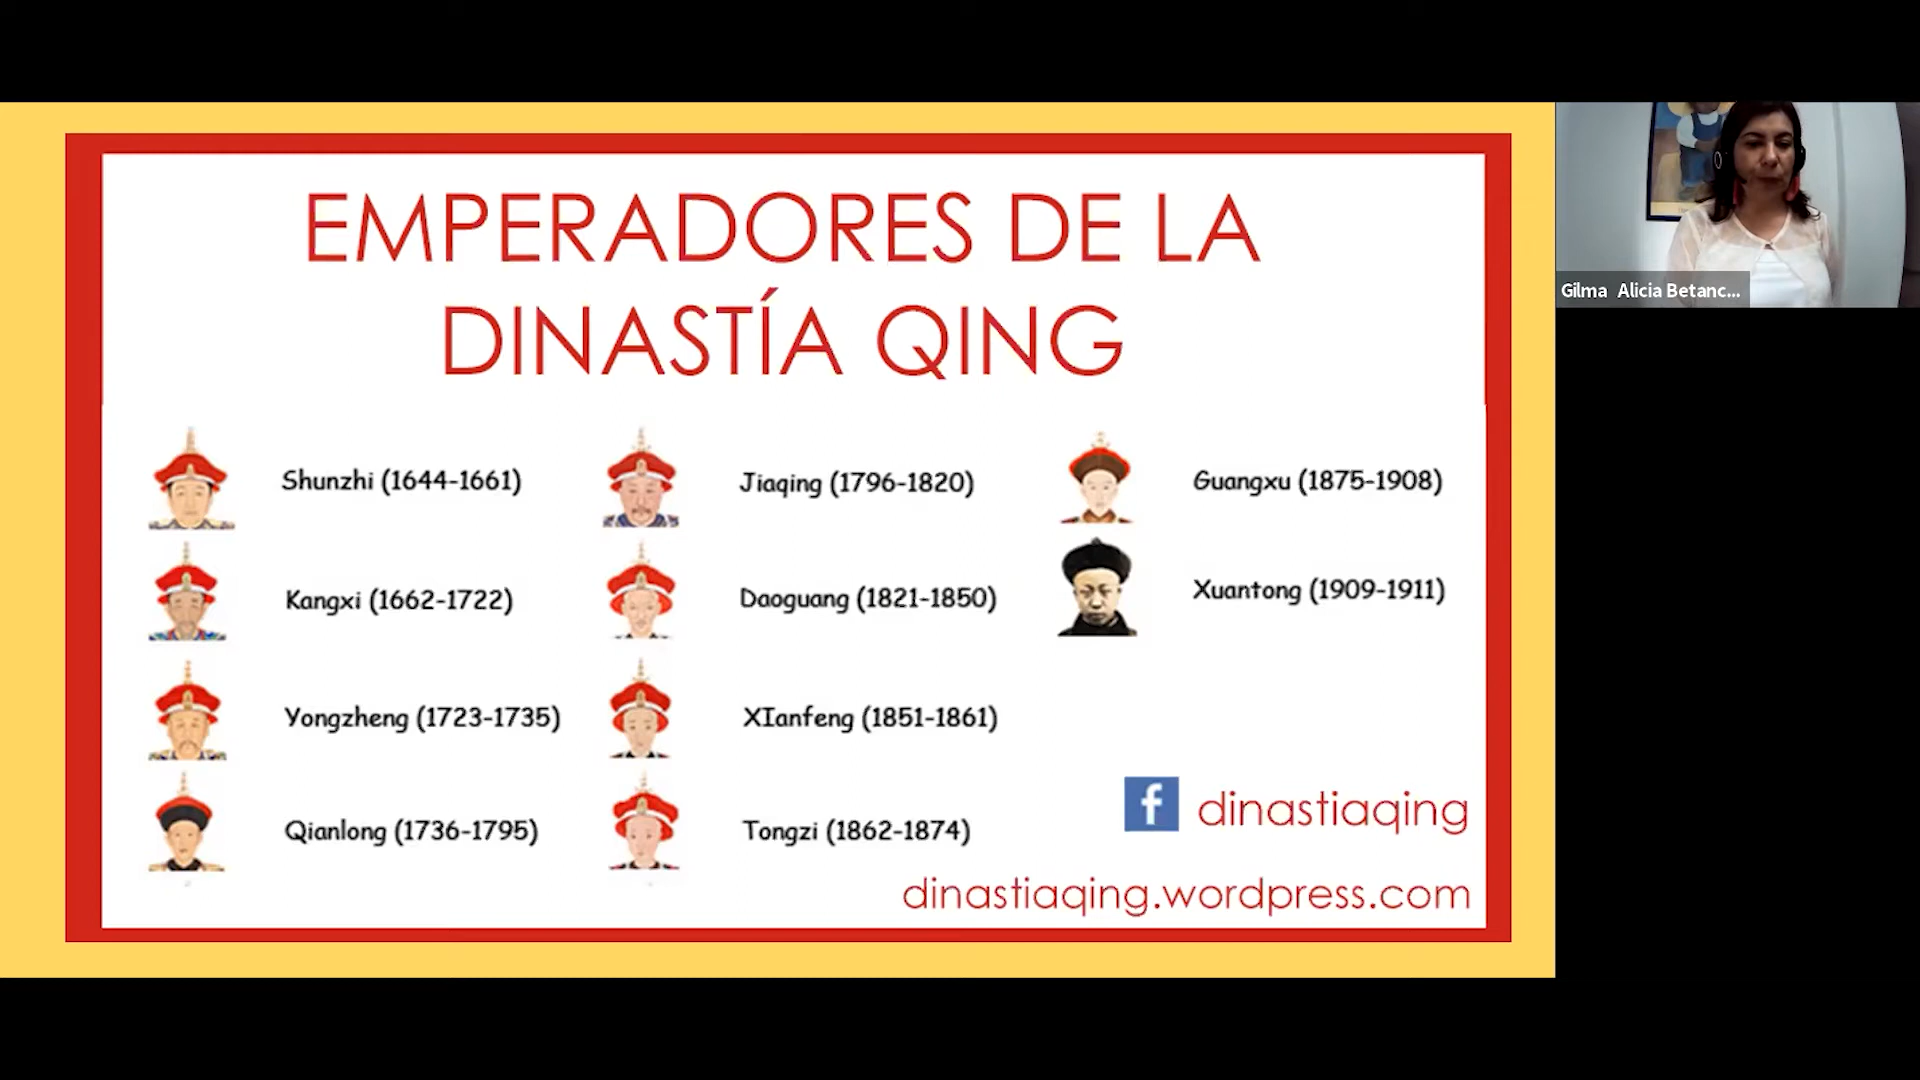 EMPERADORES DE LA
DINASTÍA QING
Shunzhi (1644-1661)
Kangxi (1662-1722)
Yongzheng (1723-1735)
Qianlong (1736-1795)
Jiaqing (1796-1820)
Daoguang (1821-1850)
XIanfeng (1851-1861)
Tongzi (1862-1874)
Guangxu (1875-1908)
Xuantong (1909-1911)
f dinastiaqing
dinastiaqing.wordpress.com
Gilma Alicia Betanc...